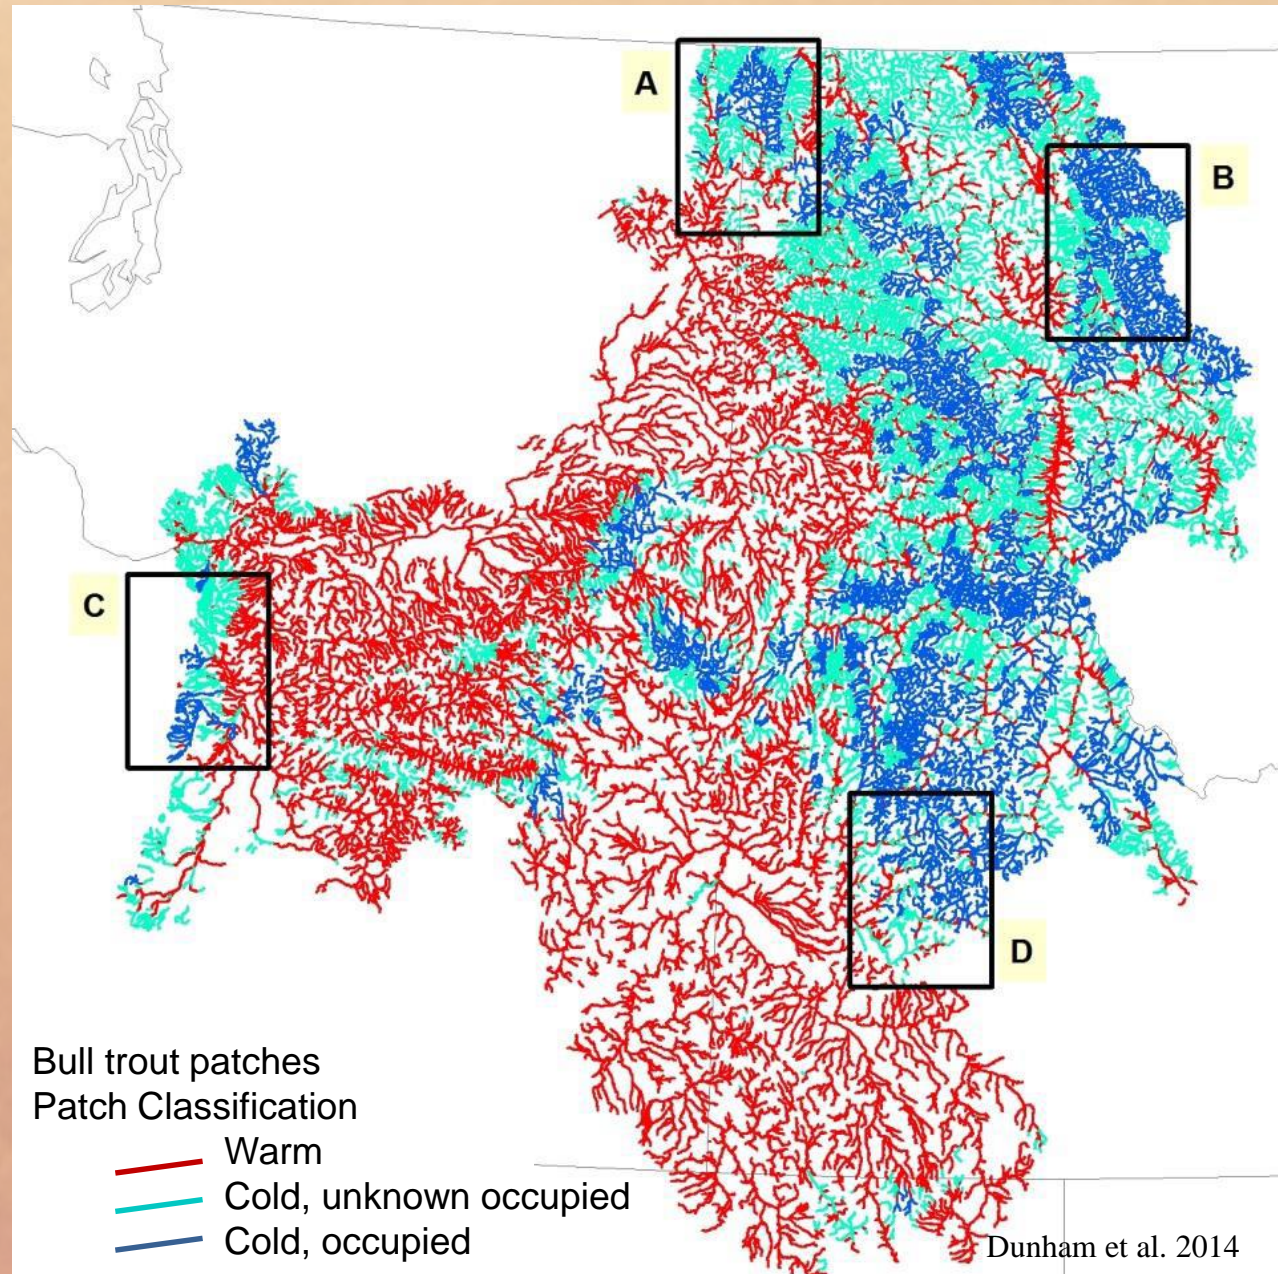 A
B
C
D
Bull trout patches
Patch Classification
Warm
Cold, unknown occupied
Cold, occupied
Dunham et al. 2014